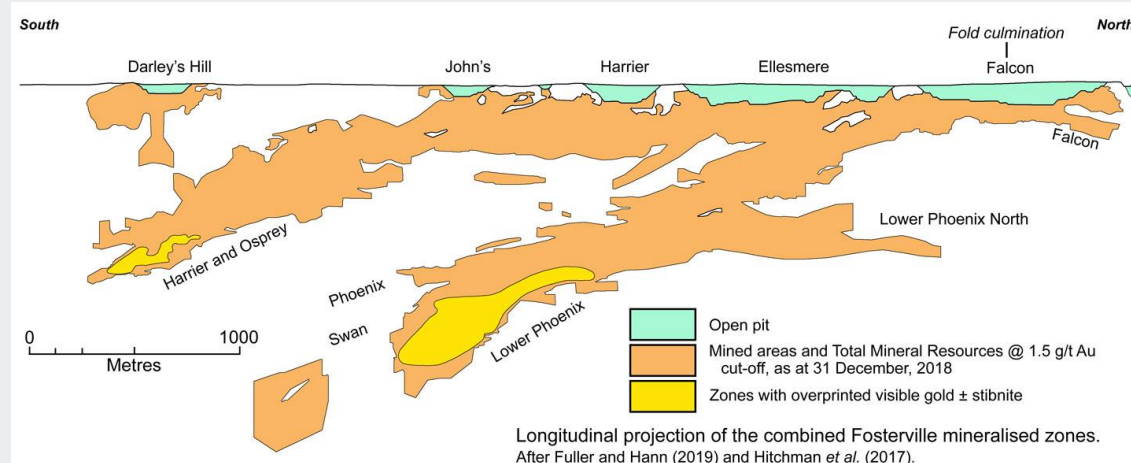 South
North
Fold culmination
Darley's Hill
John's
Harrier
Ellesmere
Falcon
Falcon
Lower Phoenix North
Harrier and Osprey
Phoenix
Swan
Lower Phoenix
0
1000
Metres
Open pit
Mined areas and Total Mineral Resources @ 1.5 g/t Au
cut-off, as at 31 December, 2018
Zones with overprinted visible gold ± stibnite
Longitudinal projection of the combined Fosterville mineralised zones.
After Fuller and Hann (2019) and Hitchman et al. (2017).